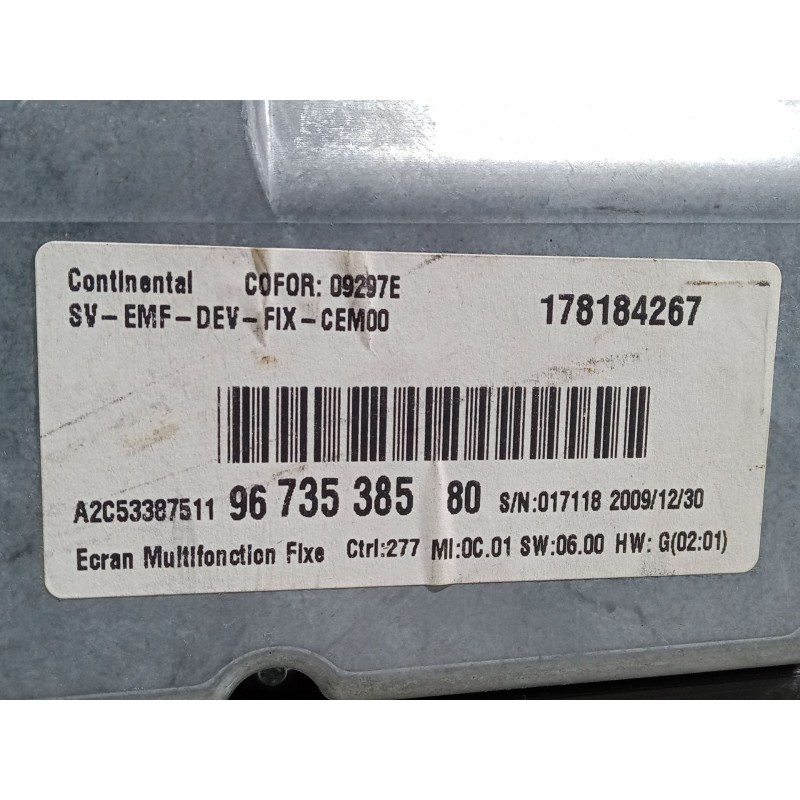 Continental COFOR: 09297E
SV-EMF-DEV-FIX-CEM00 178184267
A2C53387511 96 735 385 80 S/N:017118 2009/12/30
Ecran Multifonction Fixe Ctrl:277 MI:0C.01 SW:06.00 HW: G(02:01)